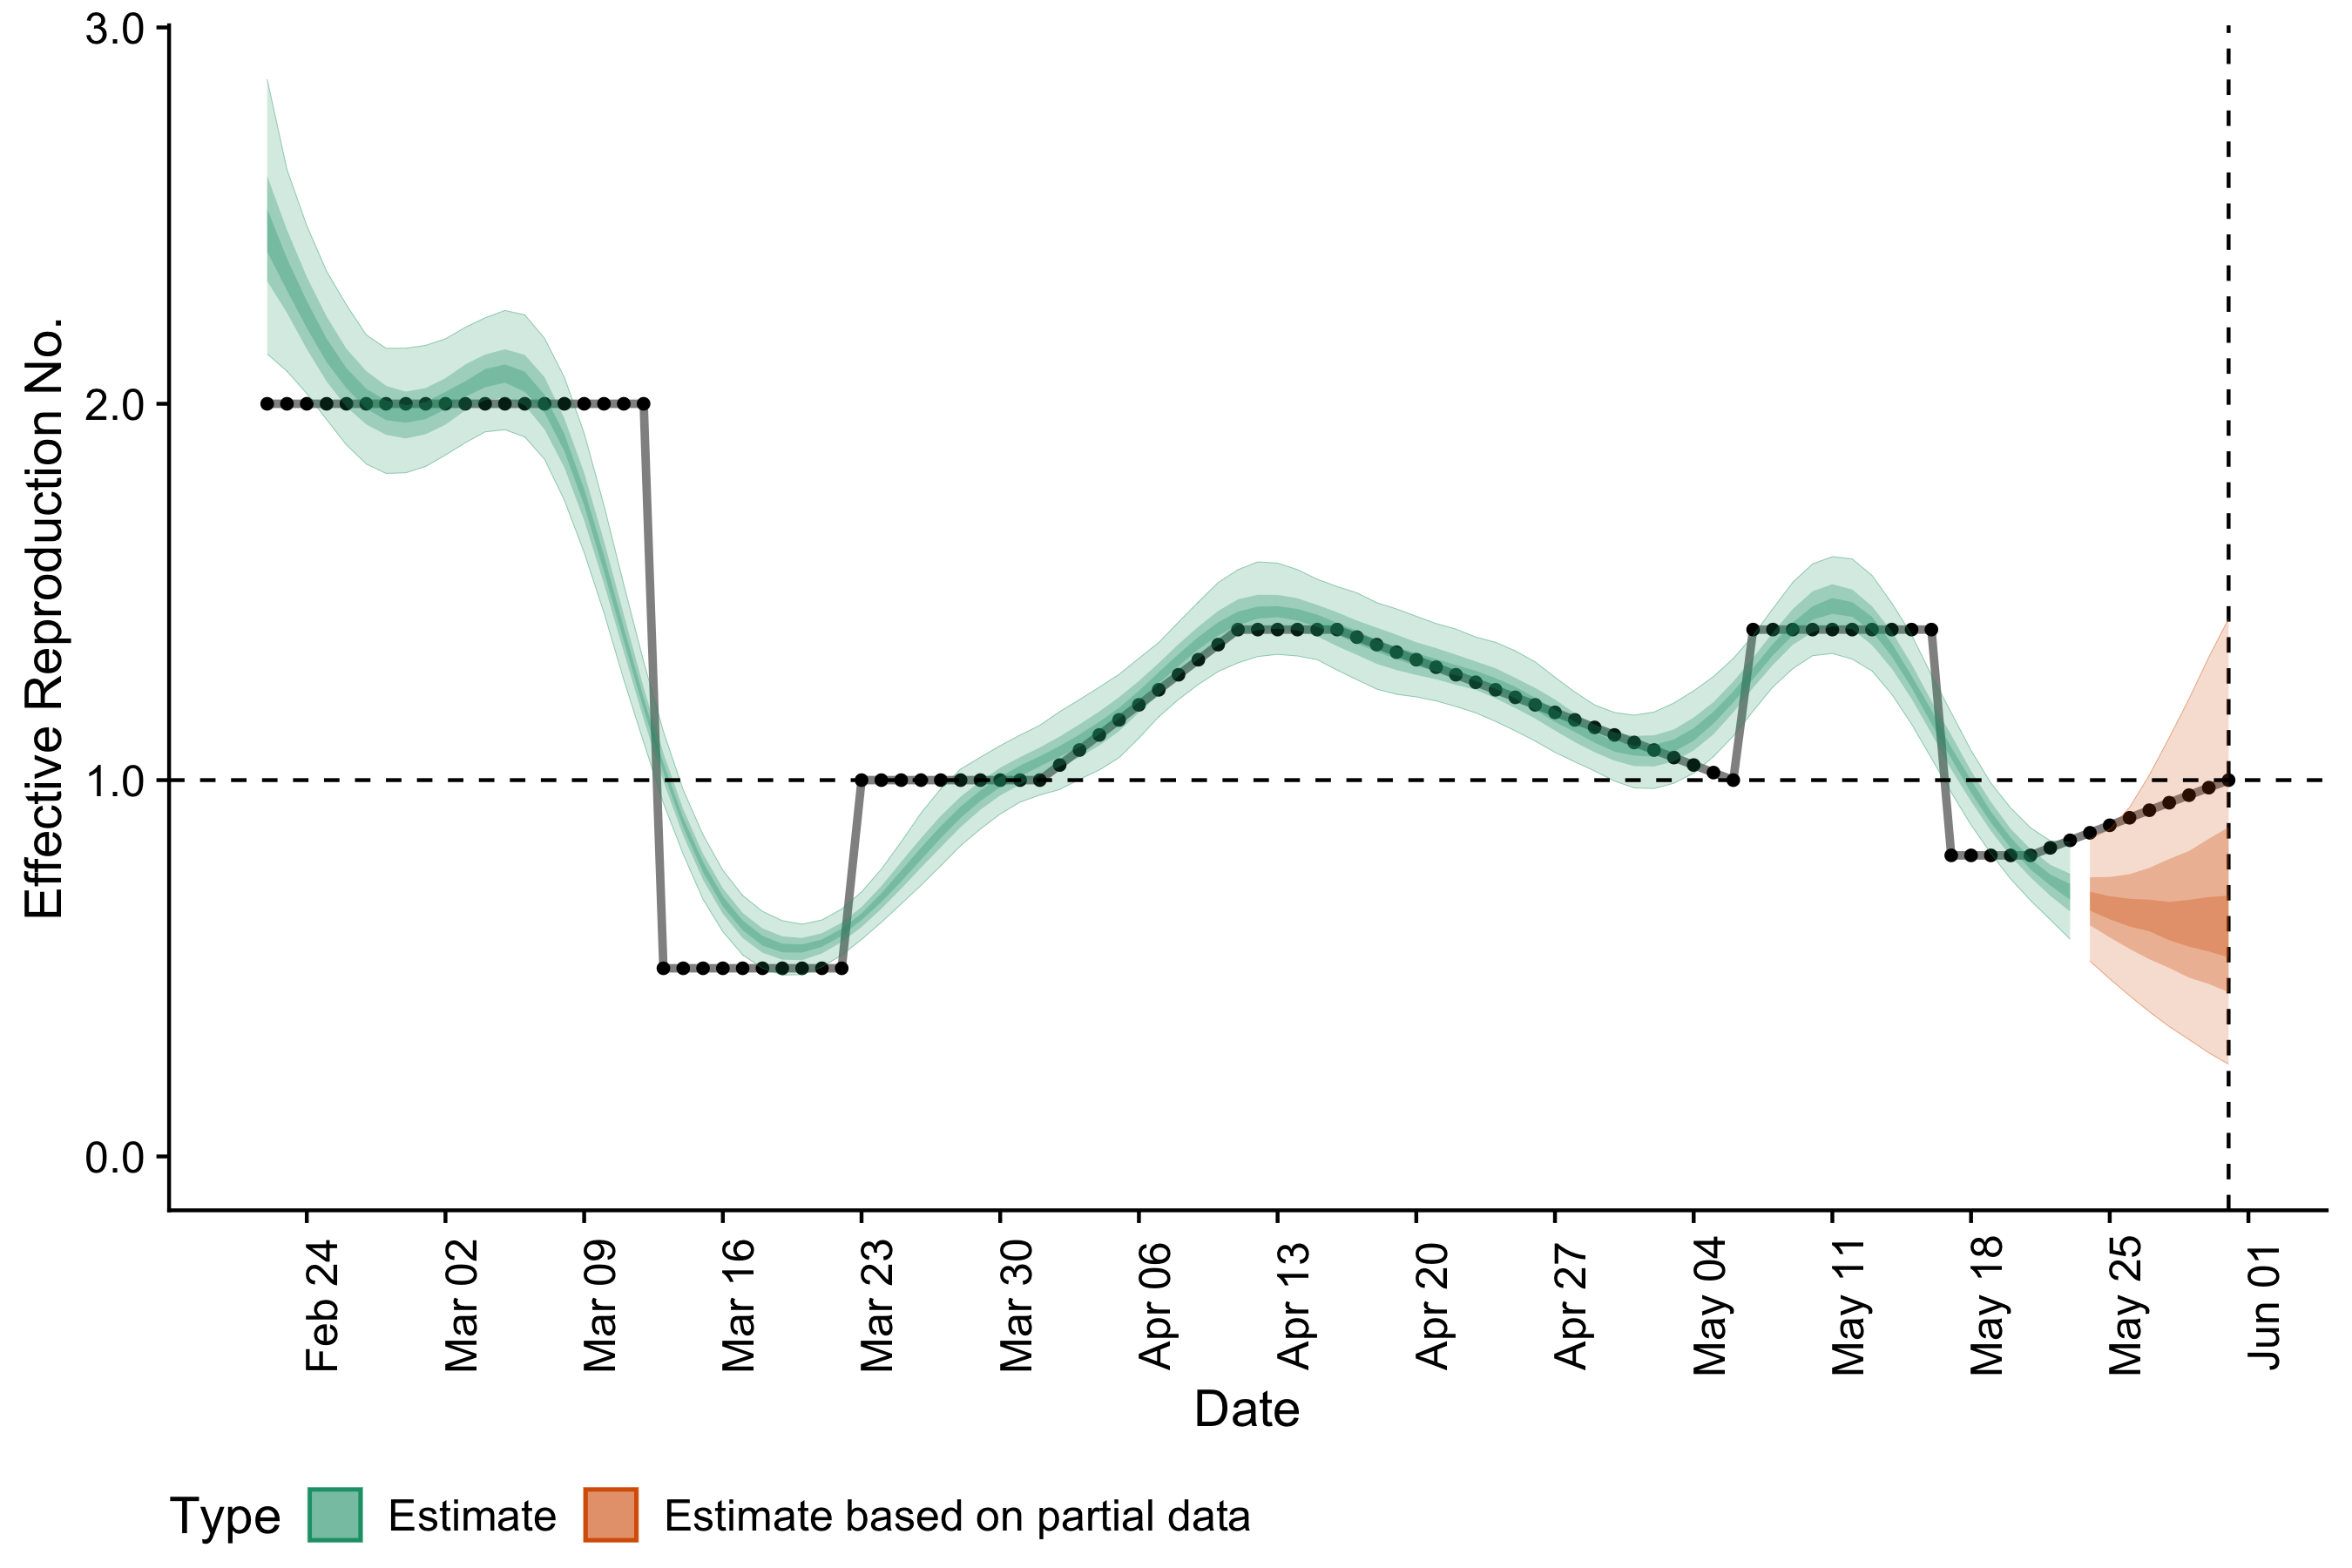 Effective Reproduction No.
3.0
2.0
1.0
0.0
Feb 24
Mar 02
Mar 09
Mar 16
Mar 23
Mar 30
Apr 06
Apr 13
Apr 20
Apr 27
May 04
May 11
May 18
May 25
Jun 01
Date
Type Estimate Estimate based on partial data